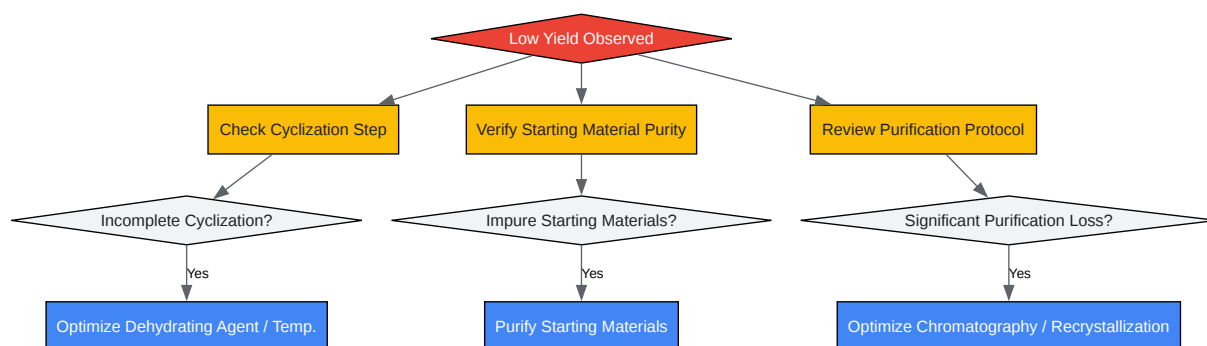 Low Yield Observed
Check Cyclization Step
Verify Starting Material Purity
Review Purification Protocol
Incomplete Cyclization?
Impure Starting Materials?
Significant Purification Loss?
Yes
Yes
Yes
Optimize Dehydrating Agent / Temp.
Purify Starting Materials
Optimize Chromatography / Recrystallization